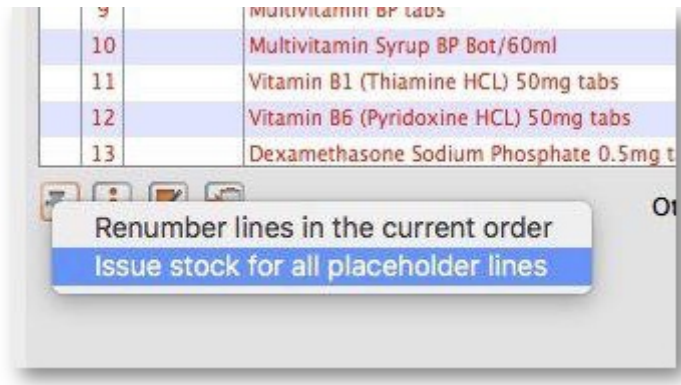 9 Multivitamin BP tabs
10 Multivitamin Syrup BP Bot/60ml
11 Vitamin B1 (Thiamine HCL) 50mg tabs
12 Vitamin B6 (Pyridoxine HCL) 50mg tabs
13 Dexamethasone Sodium Phosphate 0.5mg t
Ot
Renumber lines in the current order
Issue stock for all placeholder lines